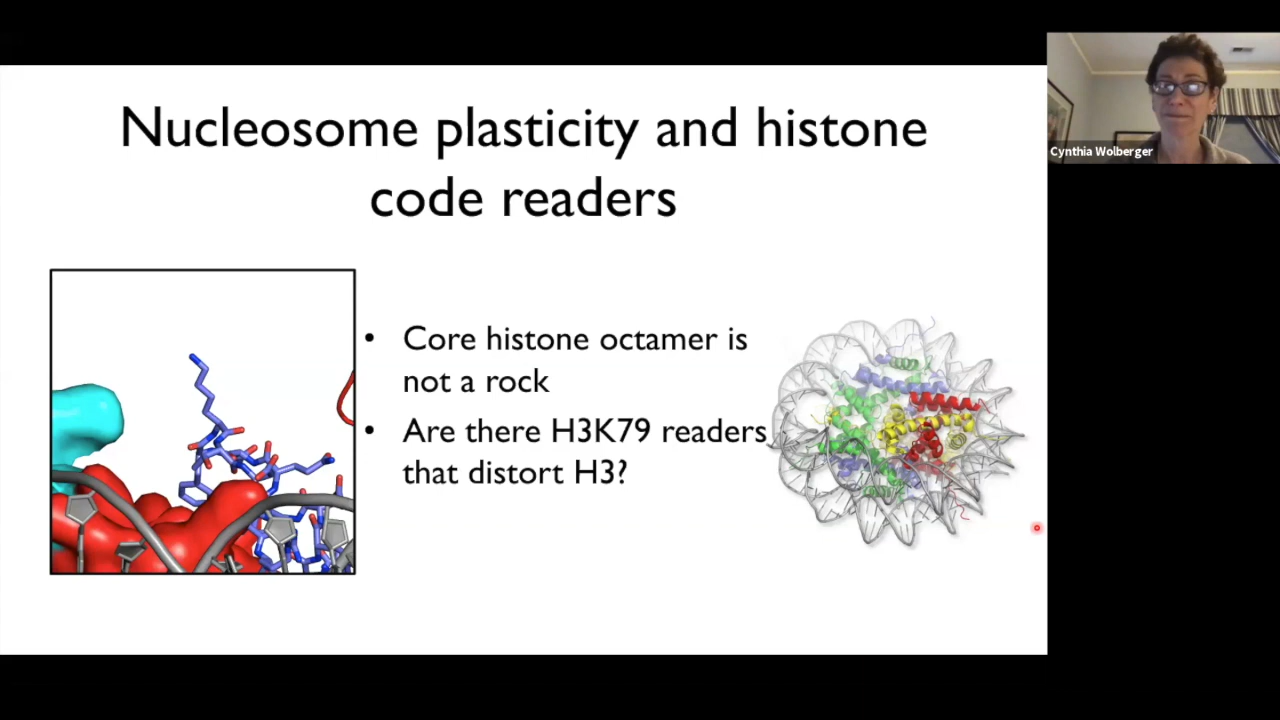 Nucleosome plasticity and histone
code readers
• Core histone octamer is
not a rock
• Are there H3K79 readers
that distort H3?
Cynthia Wolberger